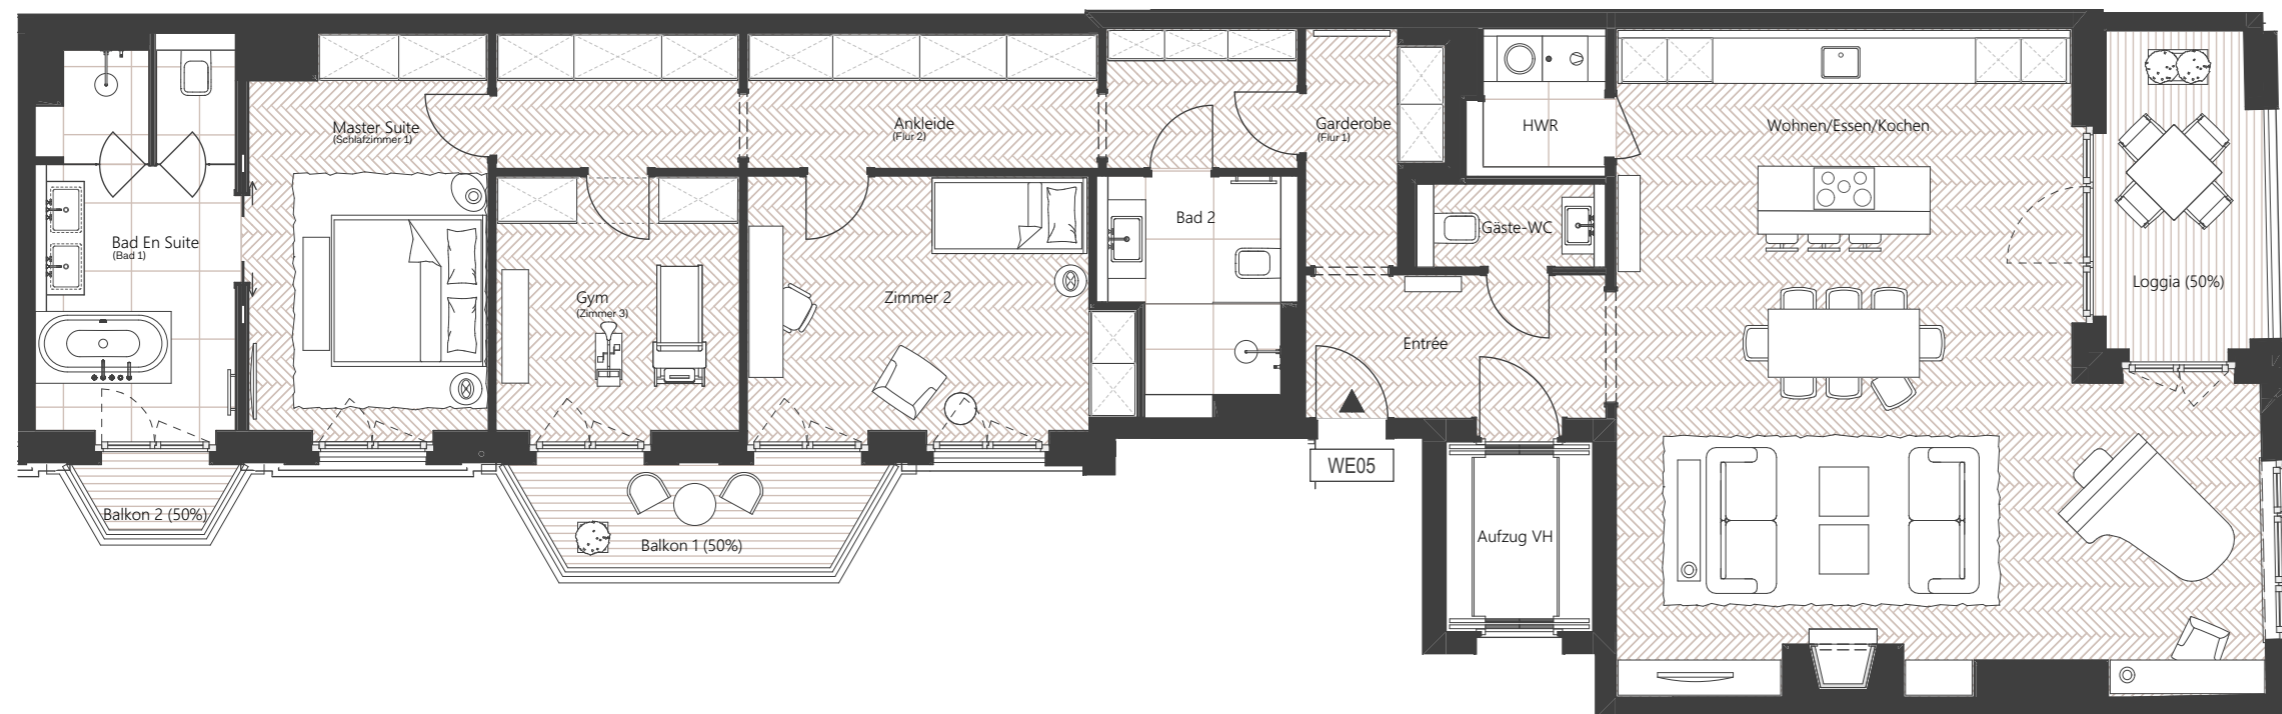 Master Suite
(Schlafzimmer 1)
Ankleide
(Flur 2)
Garderobe
(Flur 1)
HWR
Wohnen/Essen/Kochen
Bad En Suite
(Bad 1)
Bad 2
Gäste-WC
Gym
(Zimmer 3)
Zimmer 2
Loggia (50%)
Entrée
WE05
Balkon 2 (50%)
Balkon 1 (50%)
Aufzug VH